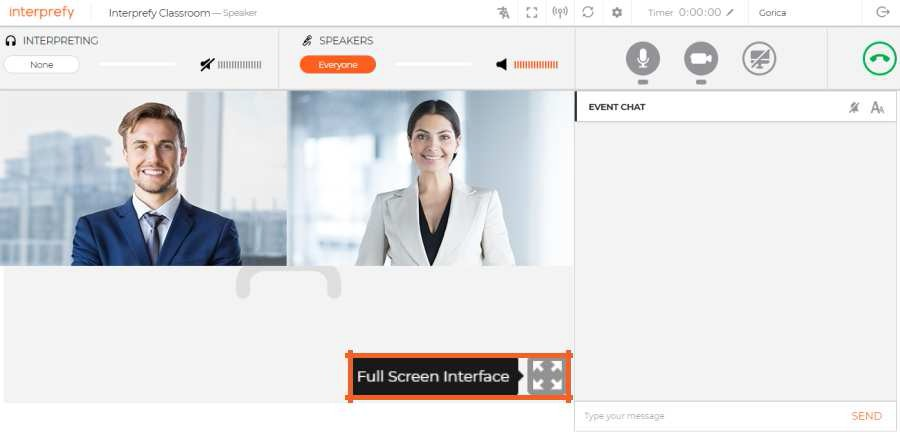 interprefy
Interprefy Classroom — Speaker
Timer 0:00:00
Gorica
INTERPRETING
None
SPEAKERS
Everyone
EVENT CHAT
Full Screen Interface
Type your message
SEND